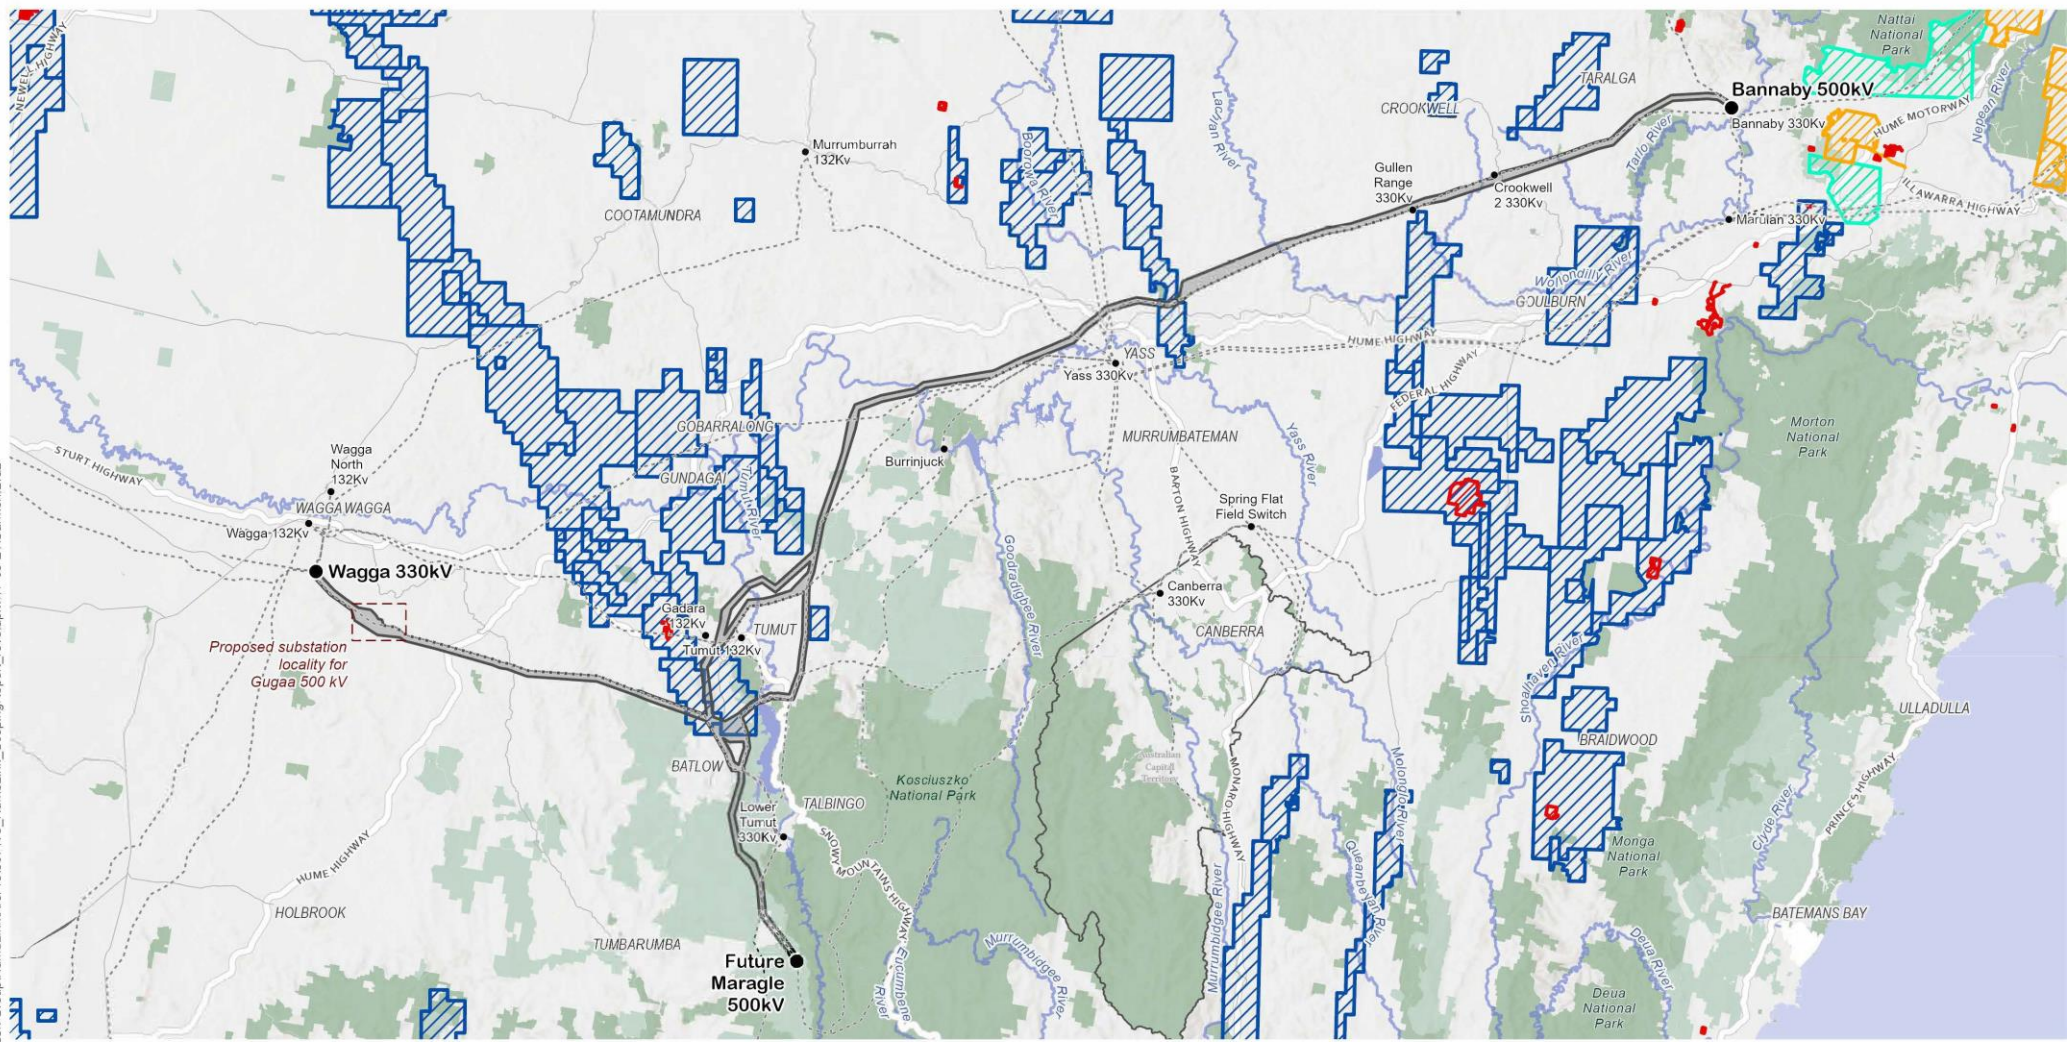 Nattai
National
Park
NEWELL HIGHWAY
TARALGA
Bannaby 500kV
CROOKWELL
Lachlan River
Nepean River
HUME MOTORWAY
Bannaby 330Kv
Murrumburrah
132Kv
Boorowa River
Tarlo River
Gullen
Range
330Kv
Crookwell
2 330Kv
ILLAWARRA HIGHWAY
COOTAMUNDRA
Marulan 330Kv
Wollondilly River
GOULBURN
HUME HIGHWAY
YASS
Yass 330Kv
FEDERAL HIGHWAY
GOBARRALONG
MURRUMBATEMAN
Morton
National
Park
Yass River
STURT HIGHWAY
Wagga
North
132Kv
Burrinjuck
GUNDAGAI
Tumut River
BARTON HIGHWAY
Spring Flat
Field Switch
WAGGA WAGGA
Wagga 132Kv
Wagga 330kV
Goodradigbee River
Canberra
330Kv
Gadara
132Kv
TUMUT
Tumut 132Kv
CANBERRA
Proposed substation
locality for
Gugaa 500 kV
Shoalhaven River
ULLADULLA
BRAIDWOOD
BATLOW
Australian
Capital
Territory
Kosciuszko
National Park
MONARO HIGHWAY
Molonglo River
TALBINGO
Lower
Tumut
330Kv
SNOWY MOUNTAINS HIGHWAY
Clyde River
PRINCES HIGHWAY
Monga
National
Park
HUME HIGHWAY
Queanbeyan River
Murrumbidgee River
HOLBROOK
BATEMANS BAY
TUMBARUMBA
Future
Maragle
500kV
Eucumbene
River
Murrumbidgee River
Deua River
Deua
National
Park